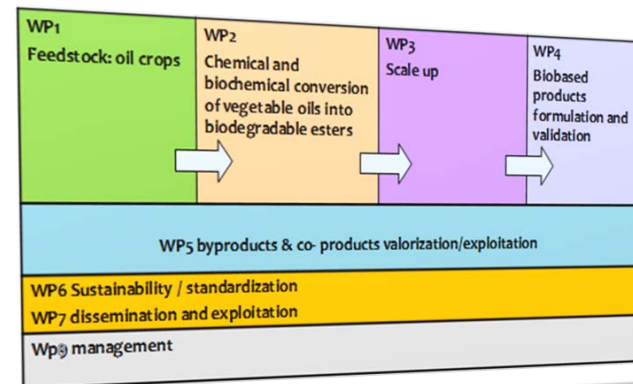 WP1
Feedstock: oil crops
WP2
Chemical and
biochemical conversion
of vegetable oils into
biodegradable esters
WP3
Scale up
WP4
Biobased
products
formulation and
validation
WP5 byproducts & co- products valorization/exploitation
WP6 Sustainability / standardization
WP7 dissemination and exploitation
management